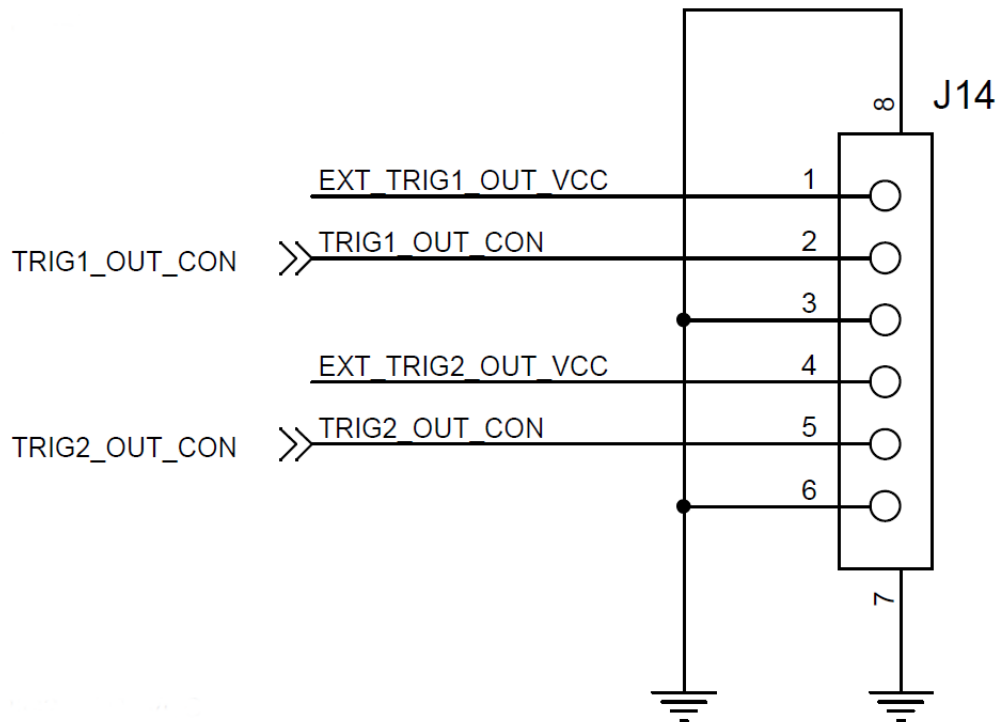 8
J14
EXT_TRIG1_OUT_VCC 1
TRIG1_OUT_CON TRIG1_OUT_CON 2
3
EXT_TRIG2_OUT_VCC 4
TRIG2_OUT_CON TRIG2_OUT_CON 5
6
7